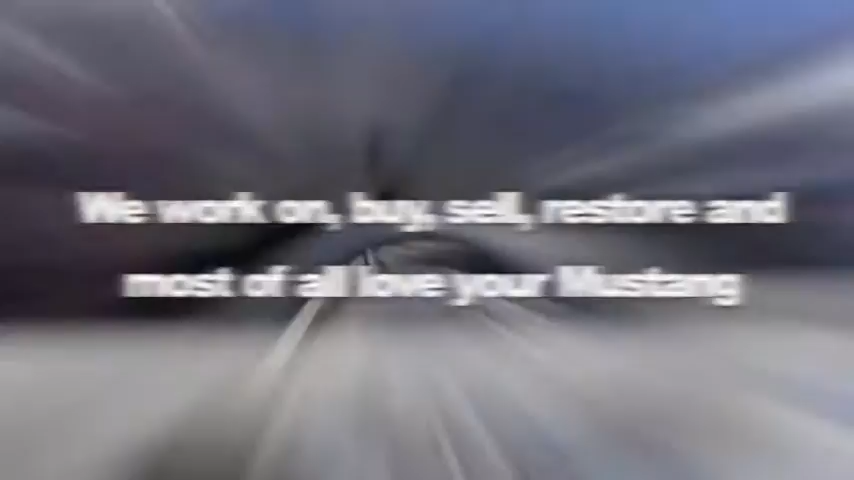 We work on, buy, sell, restore and
most of all love your Mustang